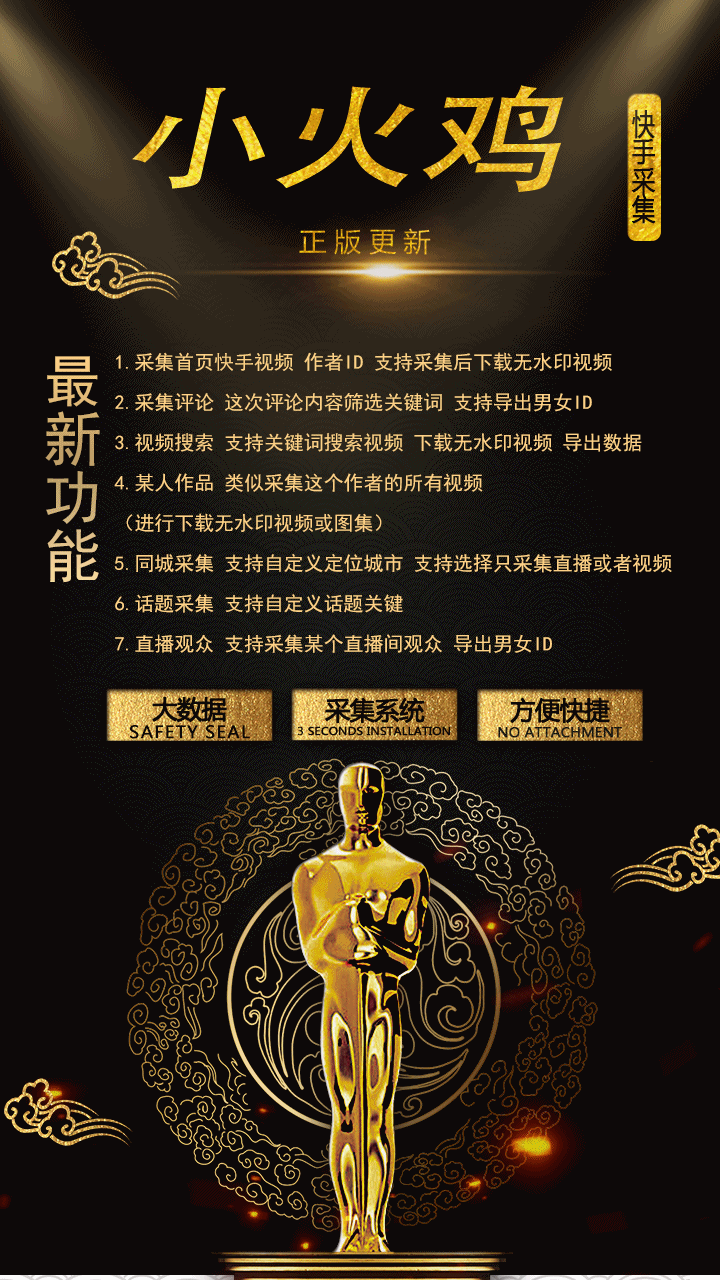 小火鸡
快手采集
正版更新
最新功能
1.采集首页快手视频 作者ID 支持采集后下载无水印视频
2.采集评论 这次评论内容筛选关键词 支持导出男女ID
3.视频搜索 支持关键词搜索视频 下载无水印视频 导出数据
4.某人作品 类似采集这个作者的所有视频
（进行下载无水印视频或图集）
5.同城采集 支持自定义定位城市 支持选择只采集直播或者视频
6.话题采集 支持自定义话题关键
7.直播观众 支持采集某个直播间观众 导出男女ID
大数据
SAFETY SEAL
采集系统
3 SECONDS INSTALLATION
方便快捷
NO ATTACHMENT